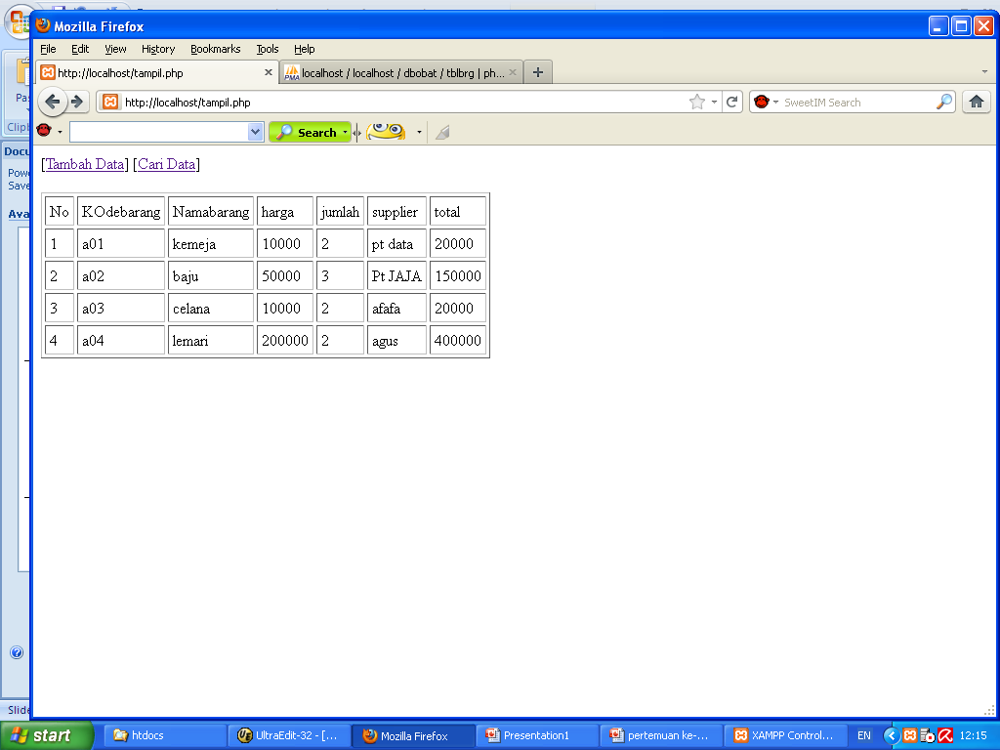 Mozilla Firefox
File Edit View History Bookmarks Tools Help
http://localhost/tampil.php
localhost / localhost / dbobat / tblbrg | ph...
Pas
http://localhost/tampil.php
SweetIM Search
Clipb
Search
Docu
[Tambah Data] [Cari Data]
Powe
Save
Ava
No KOdebarang Namabarang harga jumlah supplier total
1 a01 kemeja 10000 2 pt data 20000
2 a02 baju 50000 3 Pt JAJA 150000
3 a03 celana 10000 2 afafa 20000
4 a04 lemari 200000 2 agus 400000
Slide
start htdocs UltraEdit-32 - [... Mozilla Firefox Presentation1 pertemuan ke-... XAMPP Control... EN 12:15